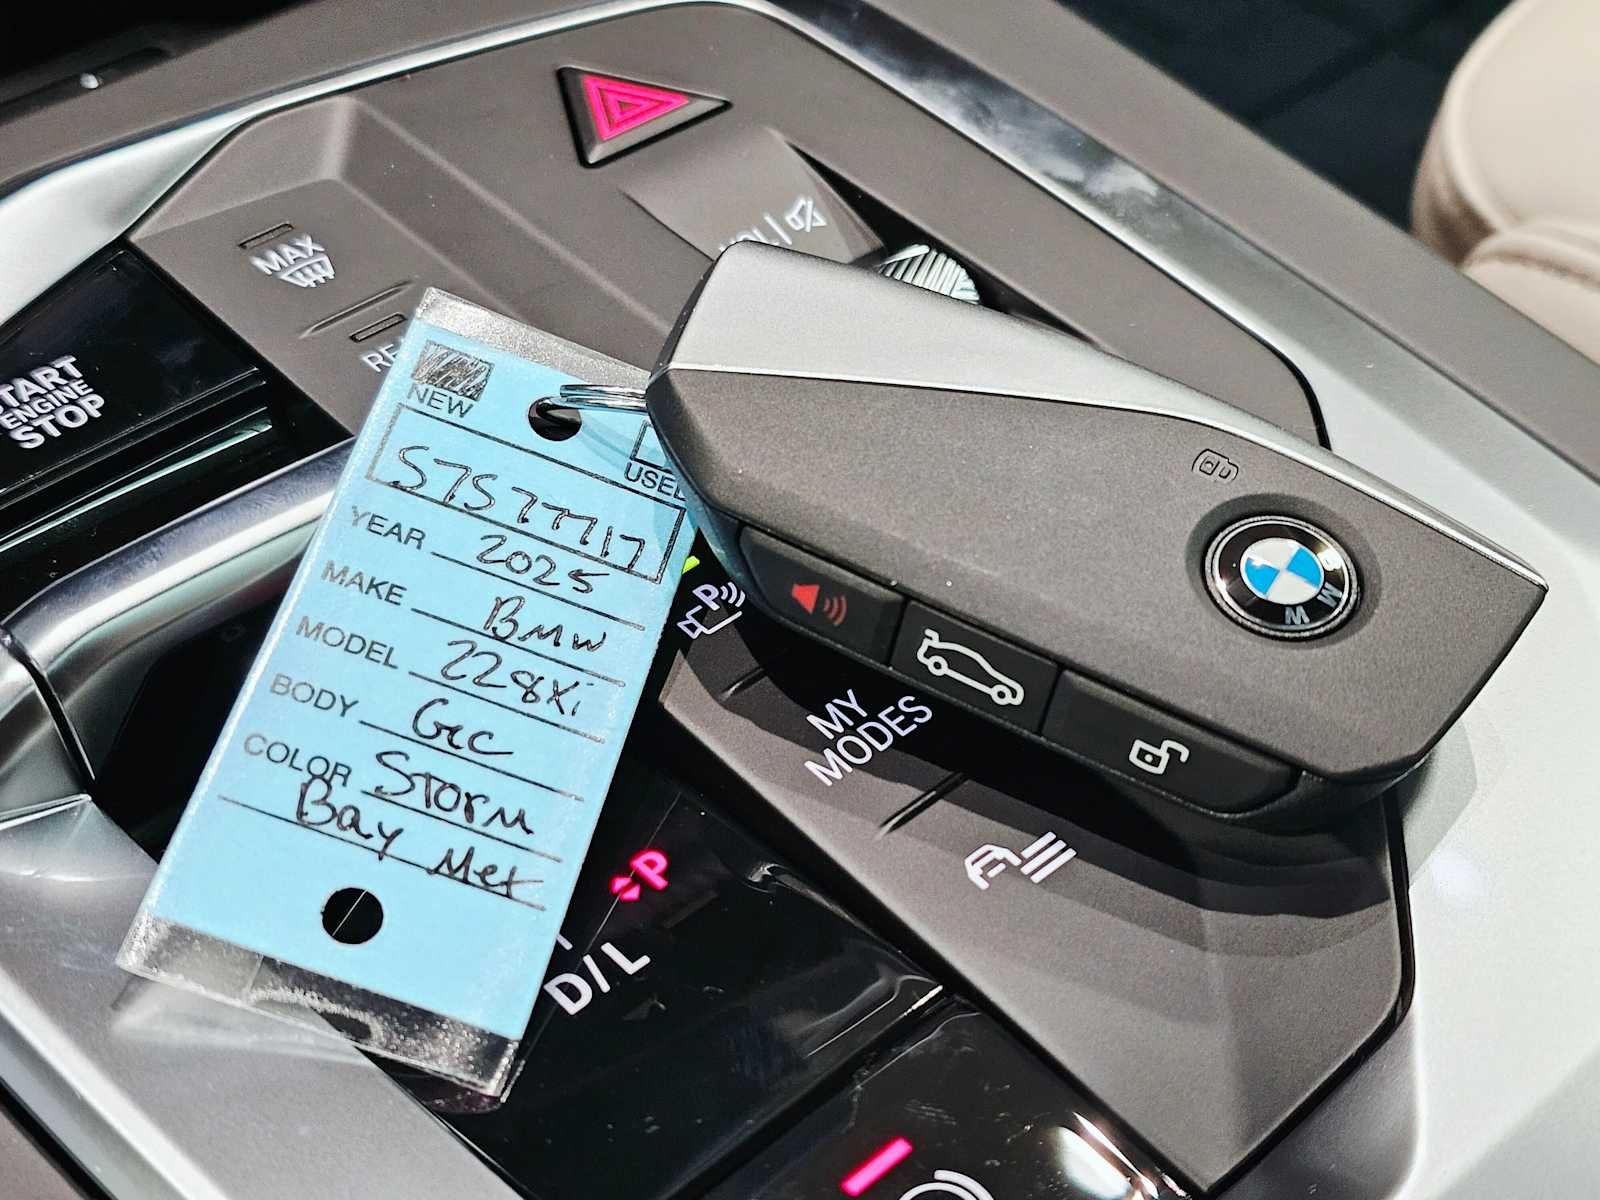 MAX
START
ENGINE
STOP
NEW
USED
S7S77717
YEAR 2025
MAKE BMW
MODEL 228Xi
BODY GC
COLOR Storm
Bay Met
BMW
P
MY
MODES
P
D/L